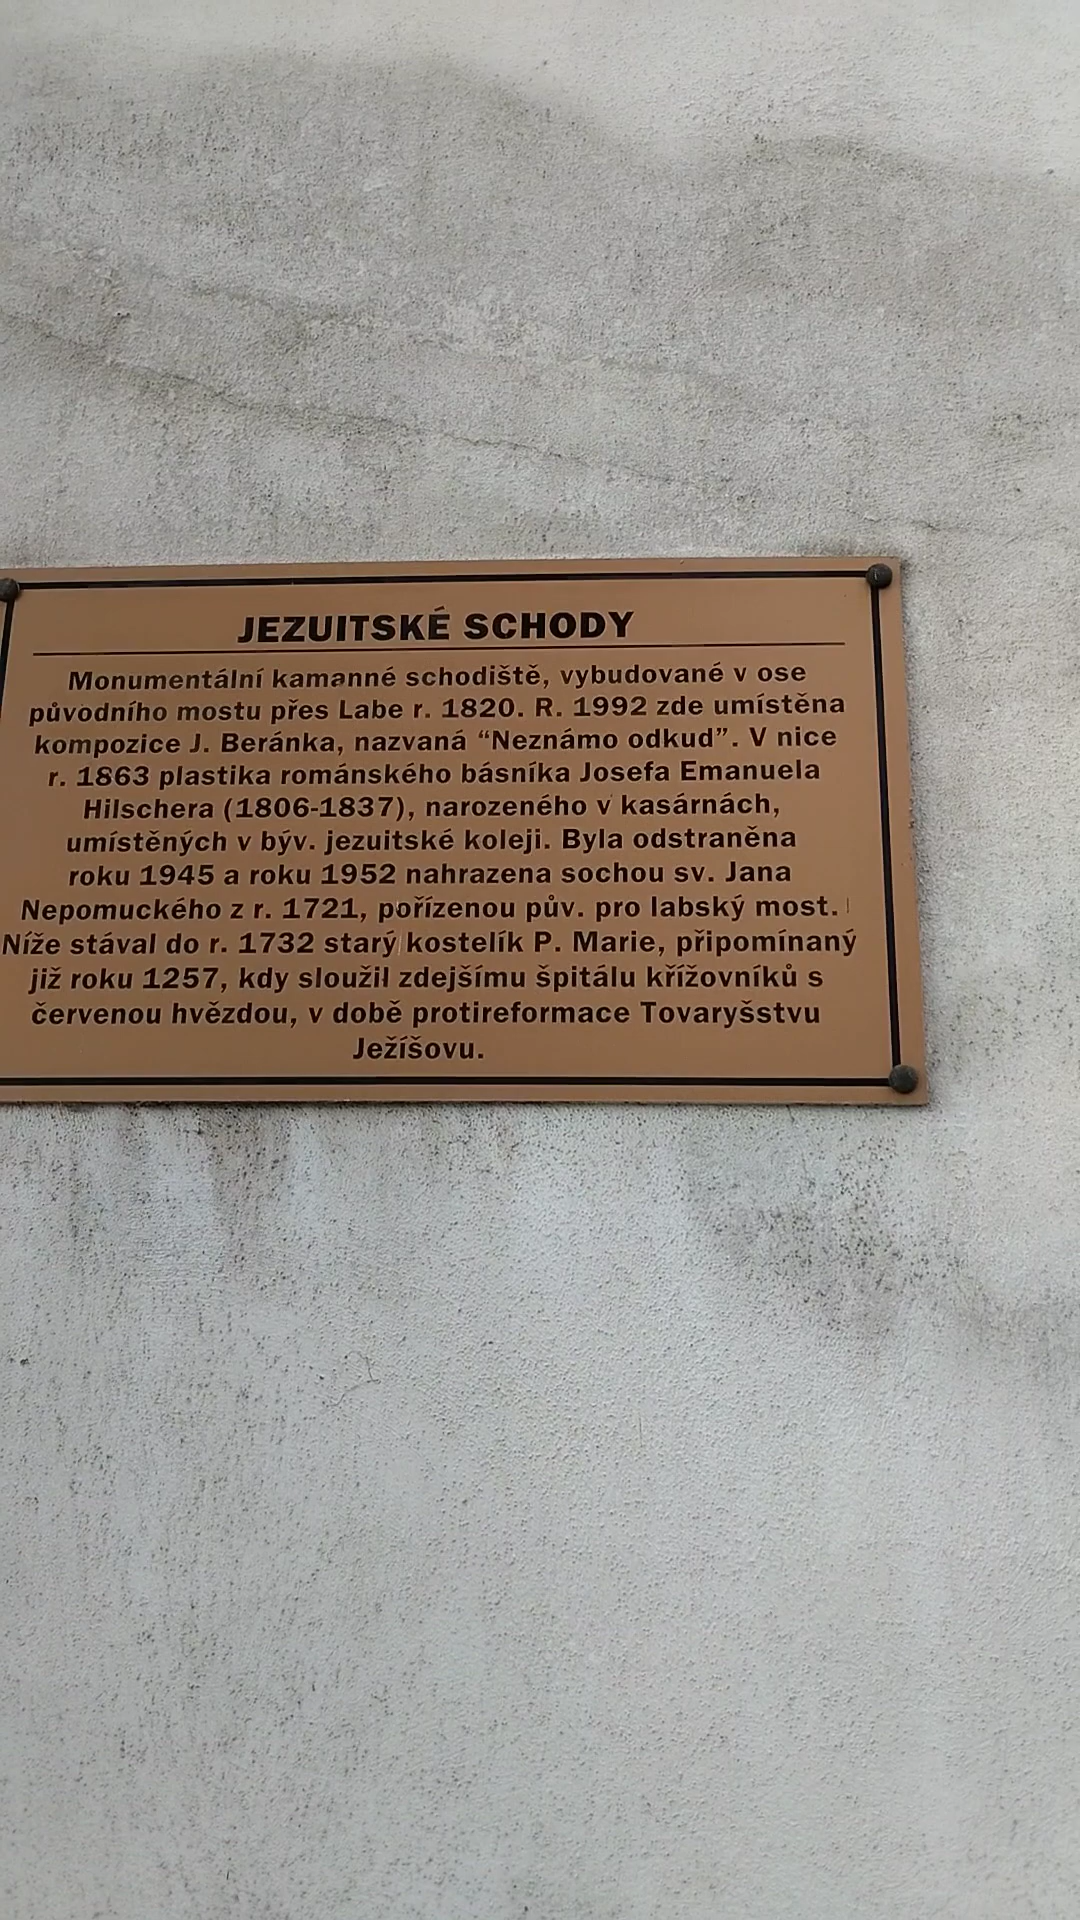 JEZUITSKÉ SCHODY
Monumentální kamanné schodiště, vybudované v ose
původního mostu přes Labe r. 1820. R. 1992 zde umístěna
kompozice J. Beránka, nazvaná “Neznámo odkud”. V nice
r. 1863 plastika románského básníka Josefa Emanuela
Hilschera (1806-1837), narozeného v kasárnách,
umístěných v býv. jezuitské koleji. Byla odstraněna
roku 1945 a roku 1952 nahrazena sochou sv. Jana
Nepomuckého z r. 1721, pořízenou pův. pro labský most.
Níže stával do r. 1732 starý kostelík P. Marie, připomínaný
již roku 1257, kdy sloužil zdejšímu špitálu křížovníků s
červenou hvězdou, v době protireformace Tovaryšstvu
Ježíšovu.